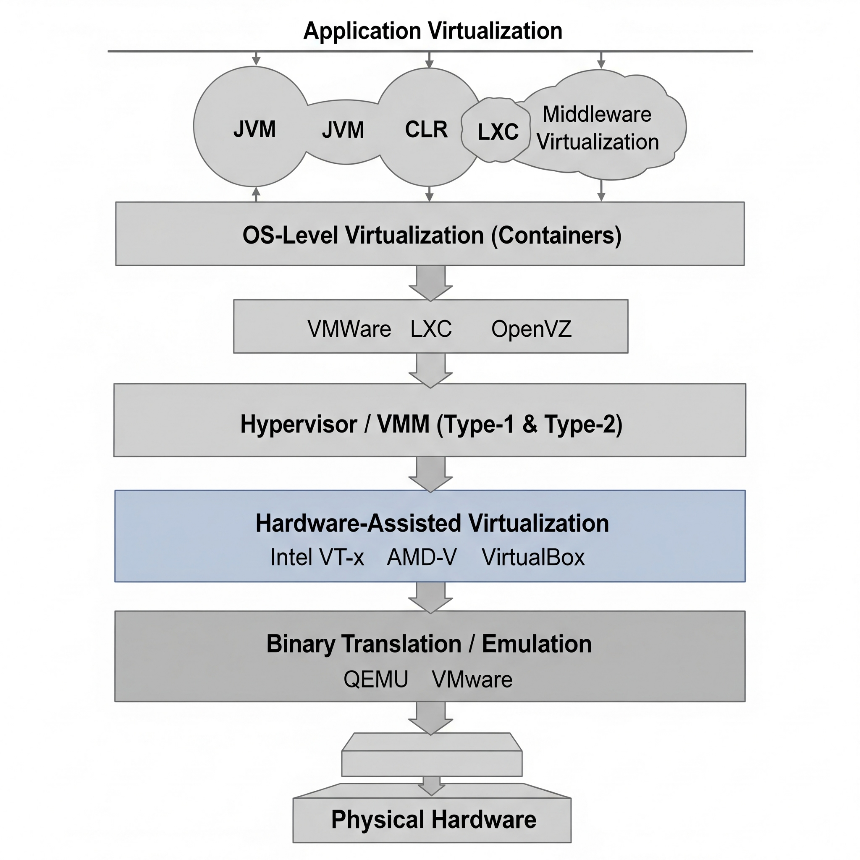 Application Virtualization
JVM
JVM
CLR
LXC
Middleware
Virtualization
OS-Level Virtualization (Containers)
VMWare LXC OpenVZ
Hypervisor / VMM (Type-1 & Type-2)
Hardware-Assisted Virtualization
Intel VT-x AMD-V VirtualBox
Binary Translation / Emulation
QEMU VMware
Physical Hardware